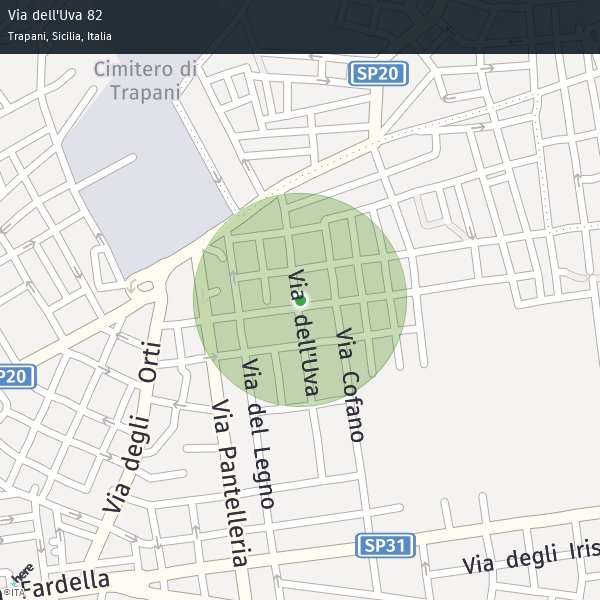 Via dell'Uva 82
Trapani, Sicilia, Italia
Cimitero di
Trapani
SP20
Via dell'Uva
Via Cofano
Via degli Orti
P20
Via del Legno
Via Pantelleria
SP31
Via degli Iris
Fardella
here
©ITA